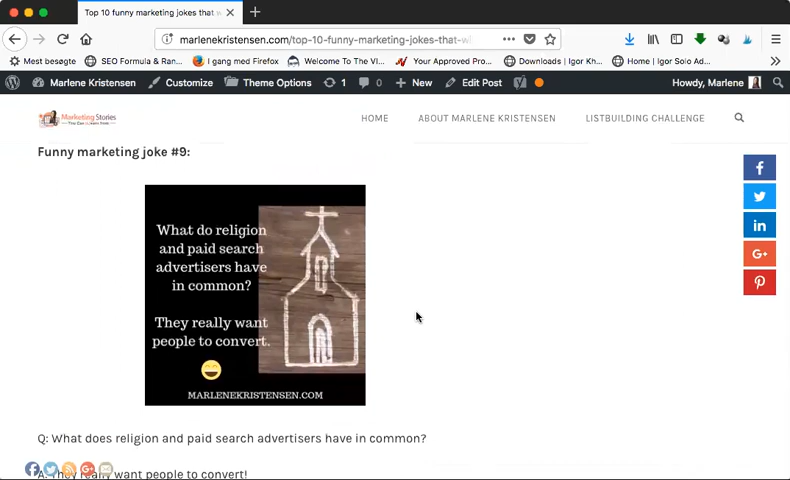 Top 10 funny marketing jokes that w
marlenekristensen.com/top-10-funny-marketing-jokes-that-wi
Mest besøgte SEO Formula & Ran... I gang med Firefox Welcome To The VI... Your Approved Pro... Downloads | Igor Kh... Home | Igor Solo Ad...
Marlene Kristensen Customize Theme Options 1 0 New Edit Post Howdy, Marlene
Marketing Stories
HOME ABOUT MARLENE KRISTENSEN LISTBUILDING CHALLENGE
Funny marketing joke #9:
What do religion
and paid search
advertisers have
in common?
They really want
people to convert.
MARLENEKRISTENSEN.COM
Q: What does religion and paid search advertisers have in common?
A: They really want people to convert!